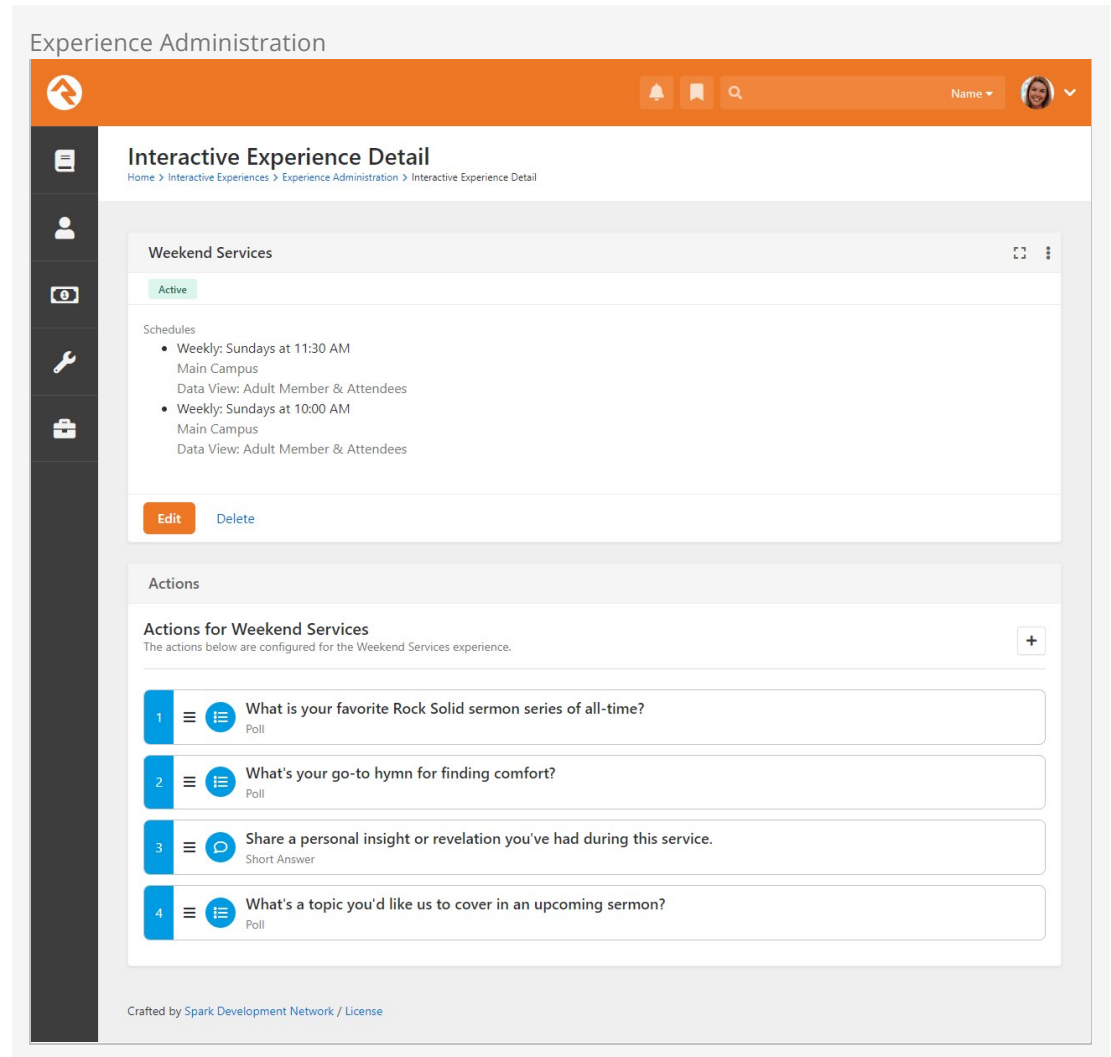 Experience Administration
Name
Interactive Experience Detail
Home > Interactive Experiences > Experience Administration > Interactive Experience Detail
Weekend Services
Active
Schedules
• Weekly: Sundays at 11:30 AM
Main Campus
Data View: Adult Member & Attendees
• Weekly: Sundays at 10:00 AM
Main Campus
Data View: Adult Member & Attendees
Edit Delete
Actions
Actions for Weekend Services
The actions below are configured for the Weekend Services experience.
+
1 What is your favorite Rock Solid sermon series of all-time?
Poll
2 What's your go-to hymn for finding comfort?
Poll
3 Share a personal insight or revelation you've had during this service.
Short Answer
4 What's a topic you'd like us to cover in an upcoming sermon?
Poll
Crafted by Spark Development Network / License